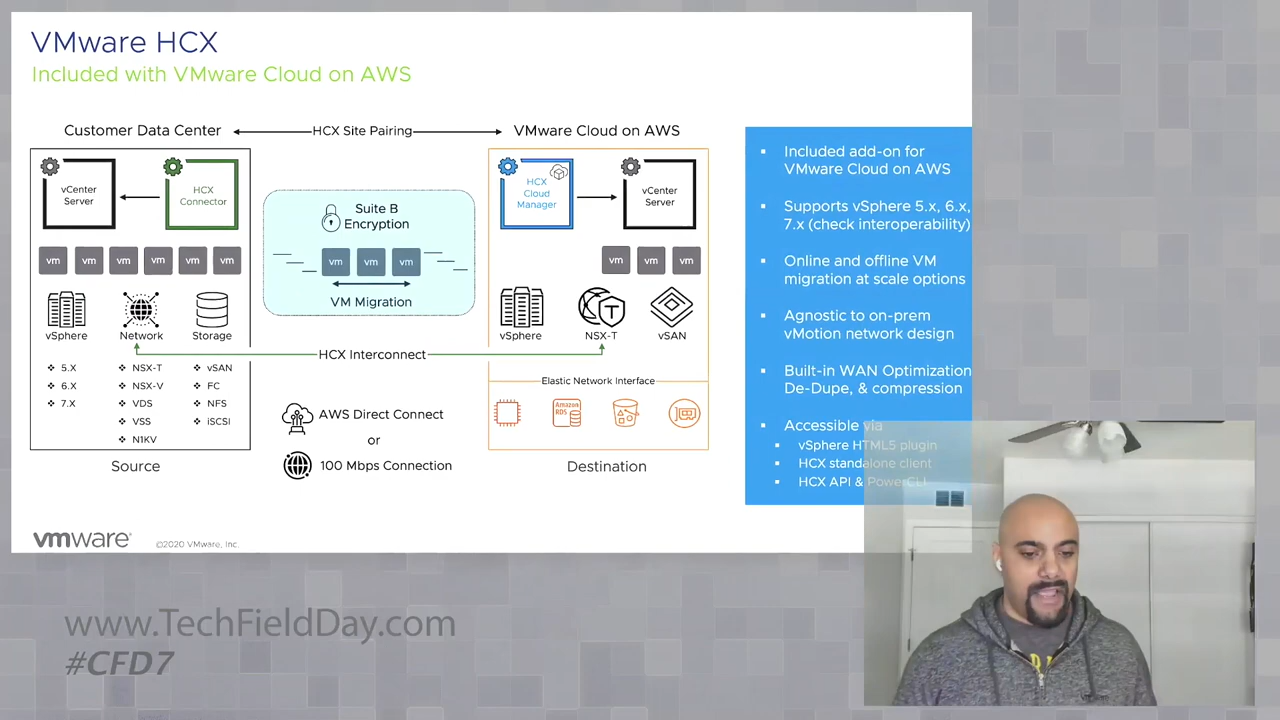 VMware HCX
Included with VMware Cloud on AWS
Customer Data Center
HCX Site Pairing
VMware Cloud on AWS
vCenter
Server
HCX
Connector
Suite B
Encryption
vm
vm
vm
VM Migration
HCX
Cloud
Manager
vCenter
Server
vm
vm
vm
vm
vm
vm
vm
vm
vm
vSphere
Network
Storage
vSphere
NSX-T
vSAN
HCX Interconnect
5.X
6.X
7.X
NSX-T
NSX-V
VDS
VSS
N1KV
vSAN
FC
NFS
iSCSI
Elastic Network Interface
Amazon
RDS
AWS Direct Connect
or
100 Mbps Connection
Source
Destination
Included add-on for
VMware Cloud on AWS
Supports vSphere 5.x, 6.x,
7.x (check interoperability)
Online and offline VM
migration at scale options
Agnostic to on-prem
vMotion network design
Built-in WAN Optimization
De-Dupe, & compression
Accessible via
vSphere HTML5 plugin
HCX standalone client
HCX API & PowerCLI
vmware®
©2020 VMware, Inc.
www.TechFieldDay.com
#CFD7